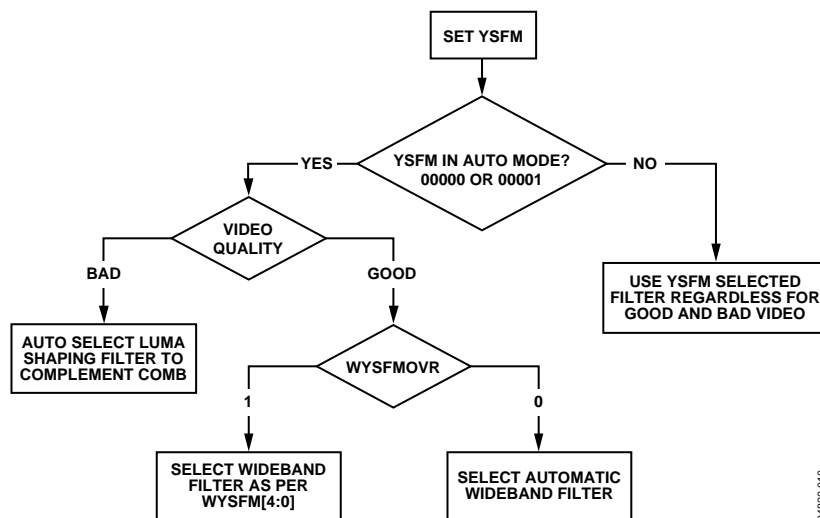 SET YSFM
YSFM IN AUTO MODE?
00000 OR 00001
YES
NO
VIDEO
QUALITY
BAD
GOOD
USE YSFM SELECTED
FILTER REGARDLESS FOR
GOOD AND BAD VIDEO
AUTO SELECT LUMA
SHAPING FILTER TO
COMPLEMENT COMB
WYSFMOVR
1
0
SELECT WIDEBAND
FILTER AS PER
WYSFM[4:0]
SELECT AUTOMATIC
WIDEBAND FILTER